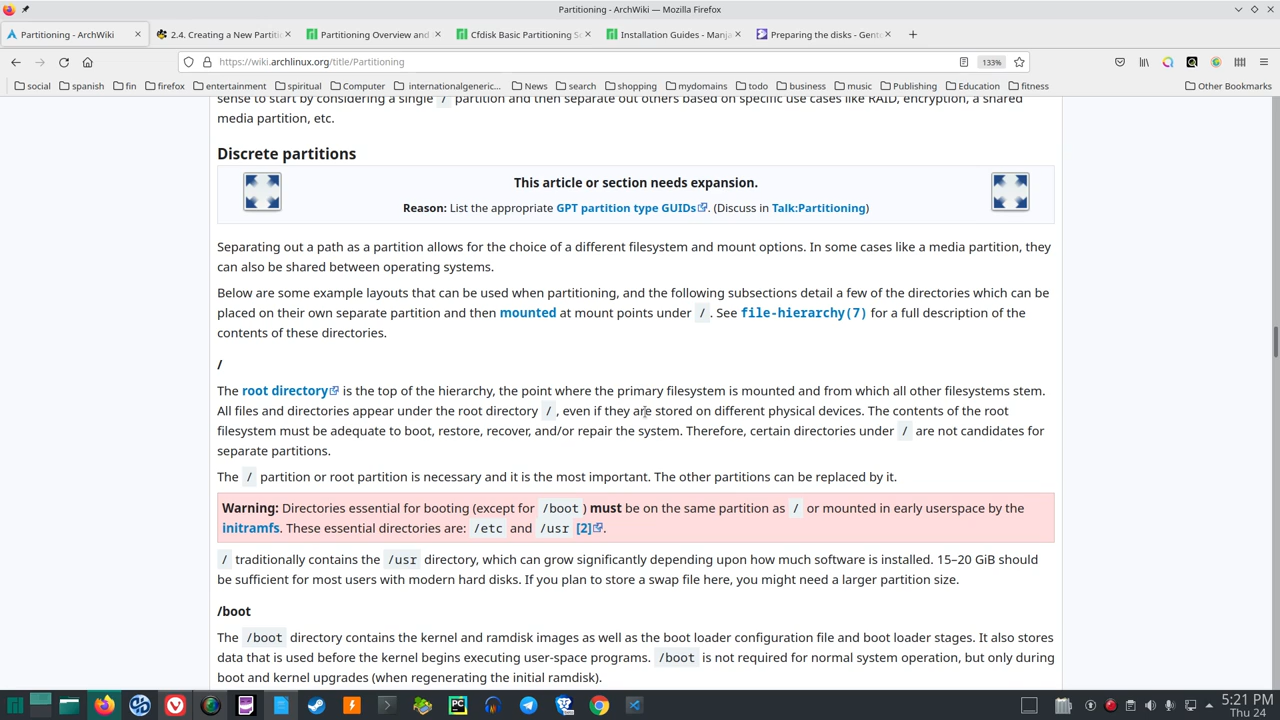 Partitioning - ArchWiki — Mozilla Firefox
Partitioning - ArchWiki
2.4. Creating a New Partiti
Partitioning Overview and
Cfdisk Basic Partitioning S
Installation Guides - Manja
Preparing the disks - Gent
https://wiki.archlinux.org/title/Partitioning
133%
social spanish fin firefox entertainment spiritual Computer internationalgeneric... News search shopping mydomains todo business music Publishing Education fitness Other Bookmarks
sense to start by considering a single / partition and then separate out others based on specific use cases like RAID, encryption, a shared
media partition, etc.
Discrete partitions
This article or section needs expansion.
Reason: List the appropriate GPT partition type GUIDs. (Discuss in Talk:Partitioning)
Separating out a path as a partition allows for the choice of a different filesystem and mount options. In some cases like a media partition, they
can also be shared between operating systems.
Below are some example layouts that can be used when partitioning, and the following subsections detail a few of the directories which can be
placed on their own separate partition and then mounted at mount points under /. See file-hierarchy(7) for a full description of the
contents of these directories.
/
The root directory is the top of the hierarchy, the point where the primary filesystem is mounted and from which all other filesystems stem.
All files and directories appear under the root directory /, even if they are stored on different physical devices. The contents of the root
filesystem must be adequate to boot, restore, recover, and/or repair the system. Therefore, certain directories under / are not candidates for
separate partitions.
The / partition or root partition is necessary and it is the most important. The other partitions can be replaced by it.
Warning: Directories essential for booting (except for /boot) must be on the same partition as / or mounted in early userspace by the
initramfs. These essential directories are: /etc and /usr [2].
/ traditionally contains the /usr directory, which can grow significantly depending upon how much software is installed. 15–20 GiB should
be sufficient for most users with modern hard disks. If you plan to store a swap file here, you might need a larger partition size.
/boot
The /boot directory contains the kernel and ramdisk images as well as the boot loader configuration file and boot loader stages. It also stores
data that is used before the kernel begins executing user-space programs. /boot is not required for normal system operation, but only during
boot and kernel upgrades (when regenerating the initial ramdisk).
5:21 PM
Thu 24